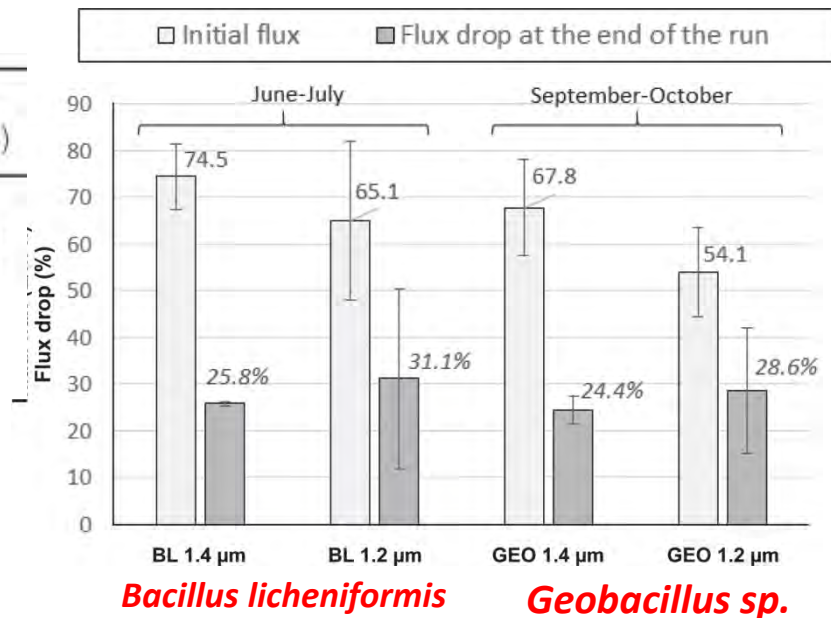 )
Initial flux
Flux drop at the end of the run
June-July
September-October
Flux drop (%)
90
80
70
60
50
40
30
20
10
0
74.5
25.8%
65.1
31.1%
67.8
24.4%
54.1
28.6%
BL 1.4 µm
BL 1.2 µm
GEO 1.4 µm
GEO 1.2 µm
Bacillus licheniformis
Geobacillus sp.